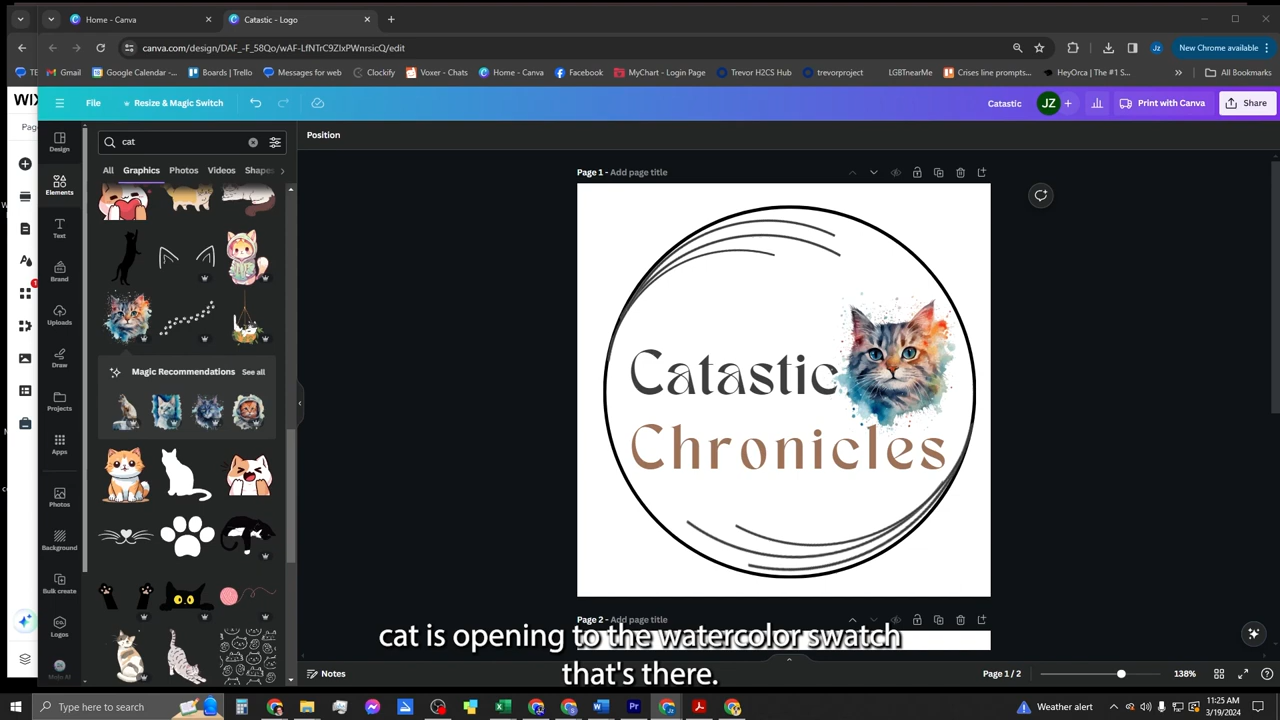 Home - Canva
Catastic - Logo
canva.com/design/DAF_-F_58Qo/wAF-LfNTrC9ZIxPWnrsicQ/edit
New Chrome available
Gmail
Google Calendar -...
Boards | Trello
Messages for web
Clockify
Voxer - Chats
Home - Canva
Facebook
MyChart - Login Page
Trevor H2CS Hub
trevorproject
LGBTnearMe
Crises line prompts...
HeyOrca | The #1 S...
All Bookmarks
WIX
File
Resize & Magic Switch
Catastic
JZ
Print with Canva
Share
Design
Elements
Text
Brand
Uploads
Draw
Projects
Apps
Photos
Background
Bulk create
Logos
Mojo AI
cat
All
Graphics
Photos
Videos
Shapes
Magic Recommendations
See all
Position
Page 1 - Add page title
Catastic
Chronicles
Page 2 - Add page title
cat is opening to the watercolor swatch
that's there.
Notes
Page 1 / 2
138%
Type here to search
Weather alert
11:25 AM
3/19/2024